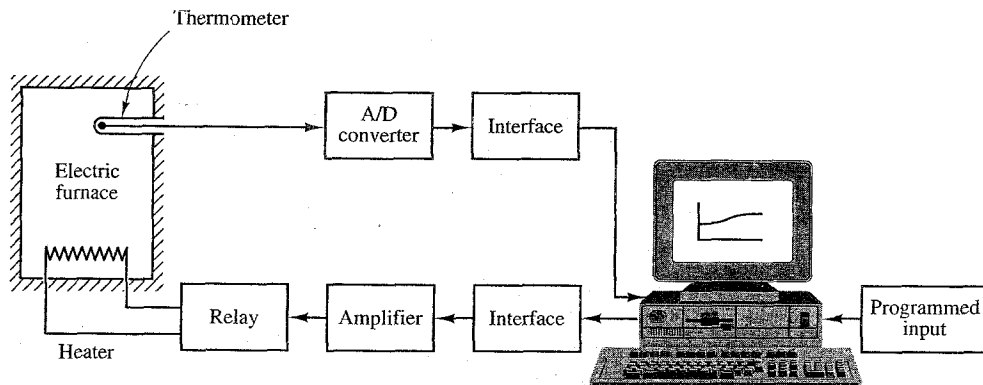 Thermometer
A/D
converter
Interface
Electric
furnace
Relay
Amplifier
Interface
Programmed
input
Heater